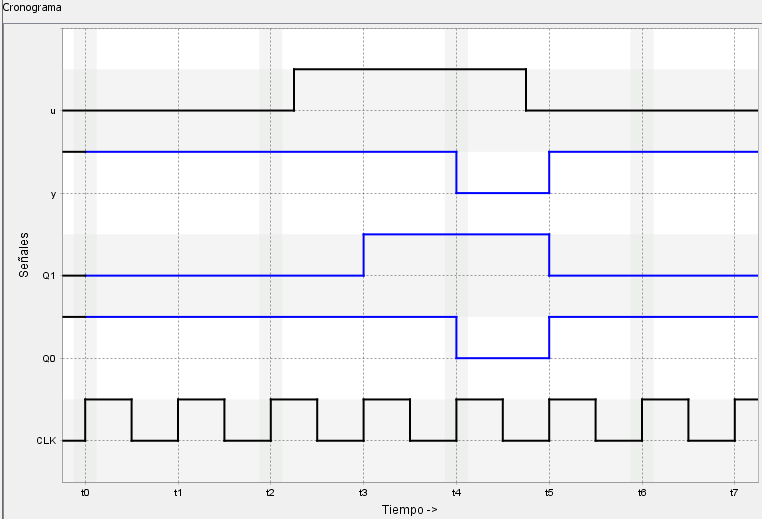 Cronograma
u
y
Señales
Q1
Q0
CLK
t0 t1 t2 t3 t4 t5 t6 t7
Tiempo ->